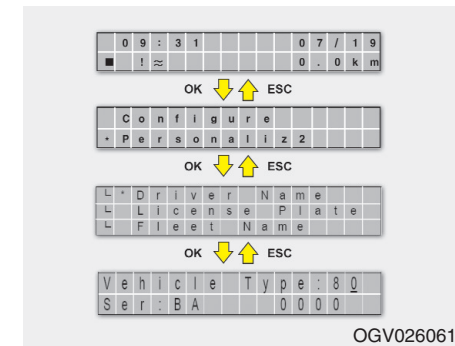 09:31 07/19
■ !≈ 0.0km
OK ESC
Configure
* Personaliz2
OK ESC
└ * Driver Name
└ License Plate
└ Fleet Name
OK ESC
Vehicle Type:80
Ser:BA 0000
OGV026061